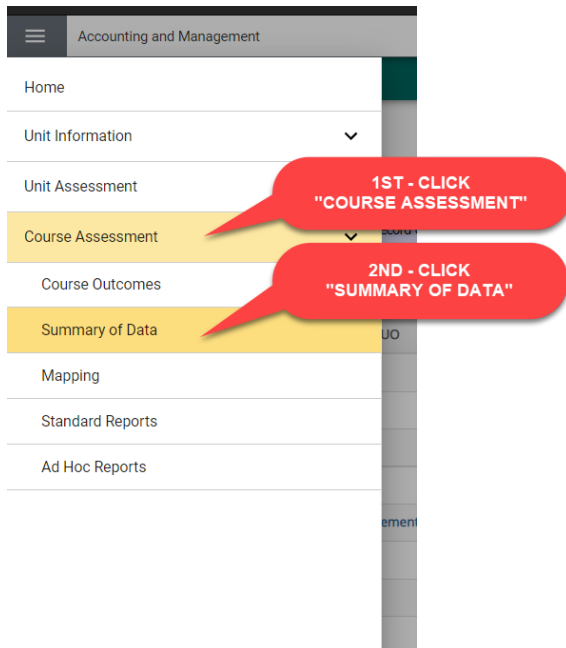 Accounting and Management
Home
Unit Information
Unit Assessment
1ST - CLICK
"COURSE ASSESSMENT"
Course Assessment
2ND - CLICK
"SUMMARY OF DATA"
Course Outcomes
Summary of Data
UO
Mapping
Standard Reports
Ad Hoc Reports
ement